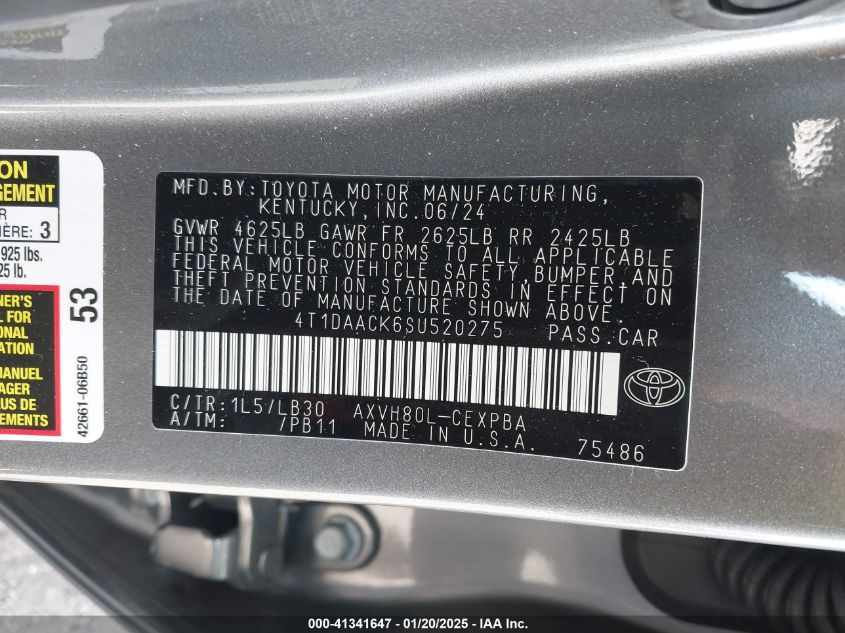 ON
GEMENT
R
IÈRE: 3
925 lbs.
25 lb.
NER'S
L FOR
ONAL
ATION
MANUEL
AGER
LUS DE
EMENTS.
53
42661-06B50
MFD.BY: TOYOTA MOTOR MANUFACTURING,
KENTUCKY, INC. 06/24
GVWR 4625LB GAWR FR 2625LB RR 2425LB
THIS VEHICLE CONFORMS TO ALL APPLICABLE
FEDERAL MOTOR VEHICLE SAFETY, BUMPER, AND
THEFT PREVENTION STANDARDS IN EFFECT ON
THE DATE OF MANUFACTURE SHOWN ABOVE.
4T1DAACK6SU520275 PASS.CAR
C/TR: 1L5/LB30 AXVH80L-CEXPBA
A/TM: /PB11 MADE IN U.S.A. 75486
000-41341647 - 01/20/2025 - IAA Inc.